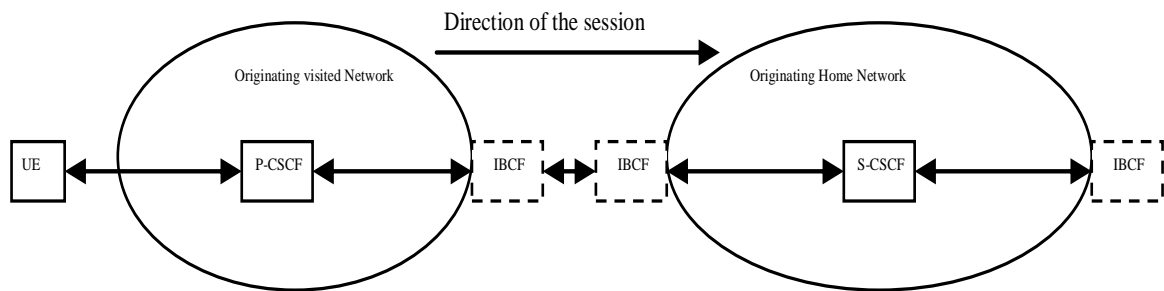 Direction of the session
Originating visited Network
Originating Home Network
UE
P-CSCF
IBCF
IBCF
S-CSCF
IBCF